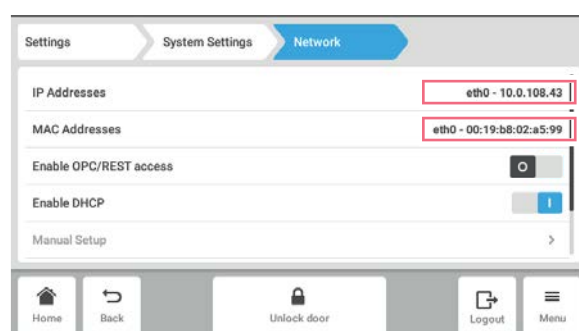 Settings System Settings Network
IP Addresses eth0 - 10.0.108.43
MAC Addresses eth0 - 00:19:b8:02:a5:99
Enable OPC/REST access O
Enable DHCP I
Manual Setup >
Home Back Unlock door Logout Menu